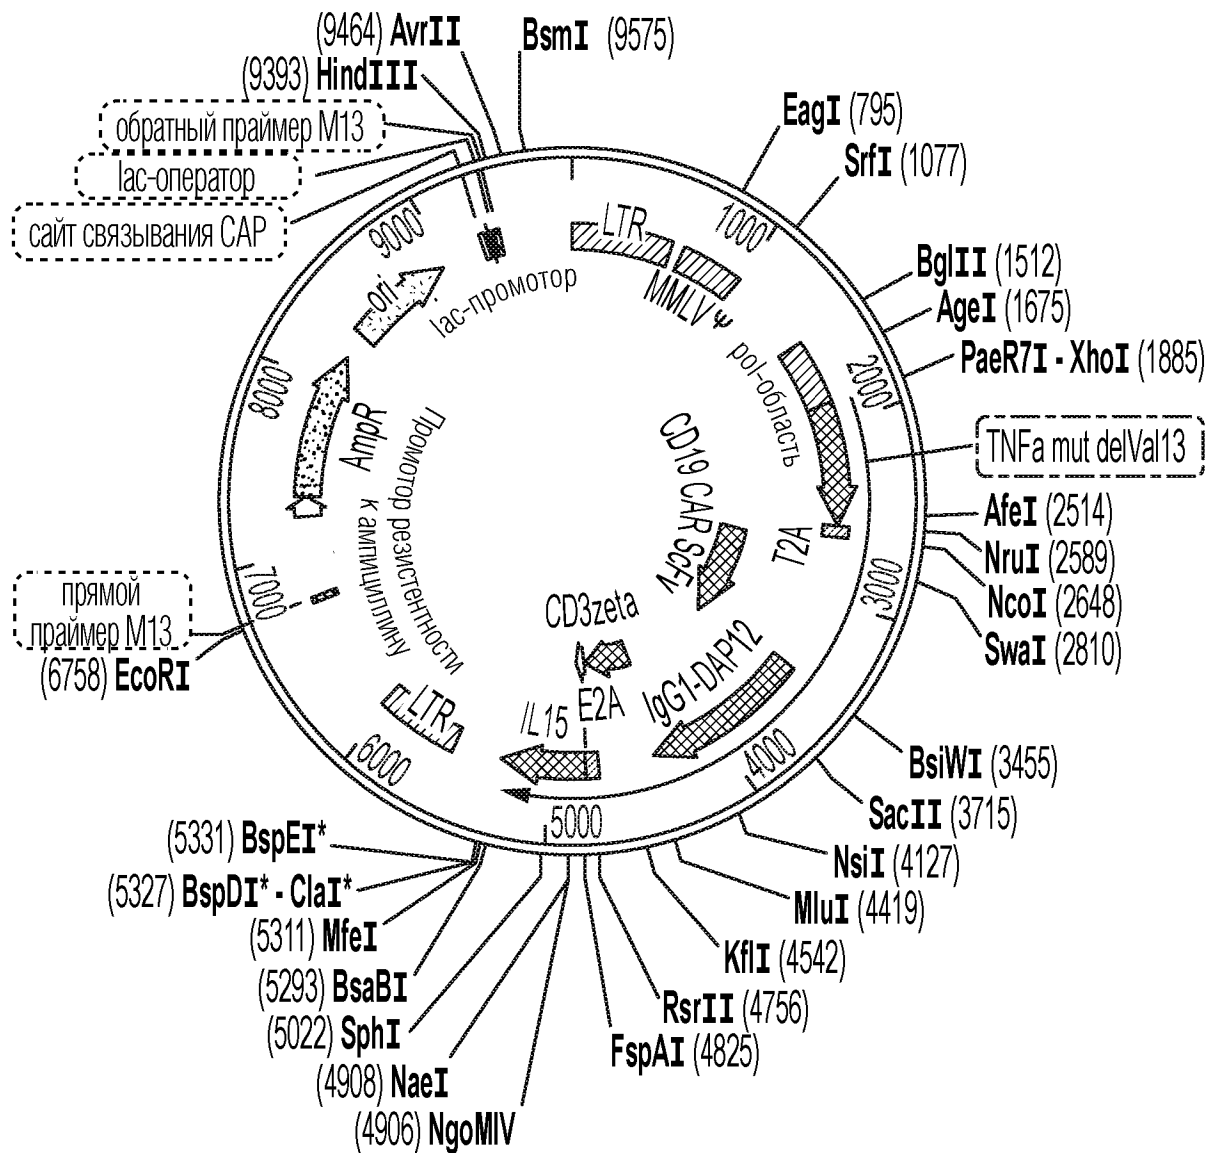 (9464) AvrII
BsmI (9575)
(9393) HindIII
обратный праймер M13
lac-оператор
сайт связывания CAP
EagI (795)
SrfI (1077)
BglII (1512)
AgeI (1675)
PaeR7I - XhoI (1885)
TNFa mut delVal13
AfeI (2514)
NruI (2589)
NcoI (2648)
SwaI (2810)
BsiWI (3455)
SacII (3715)
NsiI (4127)
MluI (4419)
KflI (4542)
RsrII (4756)
FspAI (4825)
(4906) NgoMIV
(4908) NaeI
(5022) SphI
(5293) BsaBI
(5311) MfeI
(5327) BspDI* - ClaI*
(5331) BspEI*
(6758) EcoRI
прямой
праймер M13
1000
2000
3000
4000
5000
6000
7000
8000
9000
LTR
MMLV Ψ
pol-область
T2A
CD19 CAR ScFv
IgG1-DAP12
CD3zeta
E2A
IL15
LTR
Промотор резистентности
к ампициллину
AmpR
ori
lac-промотор